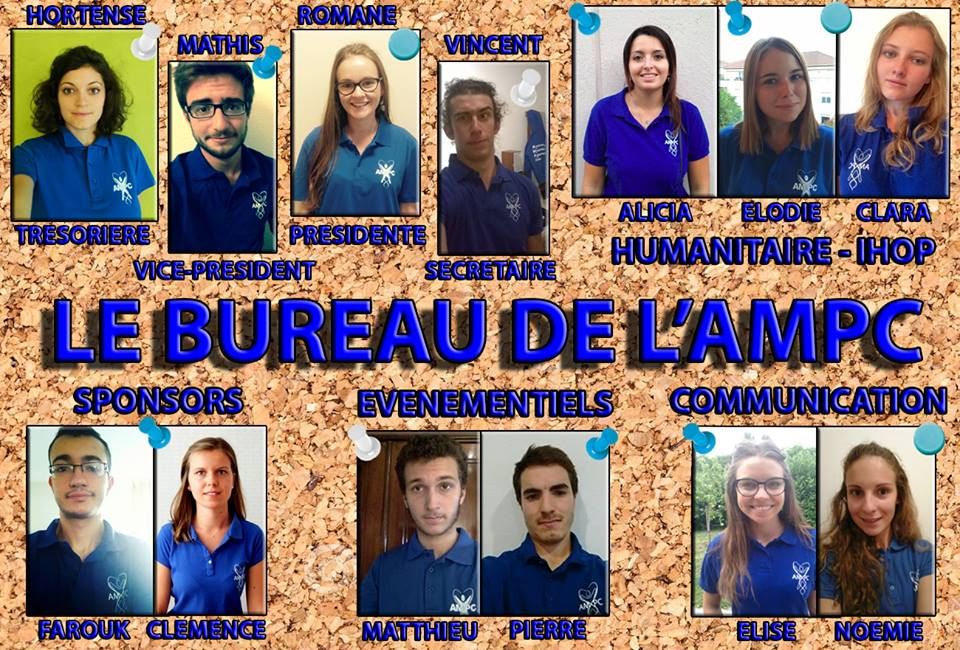 HORTENSE
MATHIS
ROMANE
VINCENT
TRESORIERE
VICE-PRESIDENT
PRESIDENTE
SECRETAIRE
ALICIA ELODIE CLARA
HUMANITAIRE - IHOP
LE BUREAU DE L'AMPC
SPONSORS
EVENEMENTIELS
COMMUNICATION
FAROUK CLEMENCE
MATTHIEU PIERRE
ELISE NOEMIE